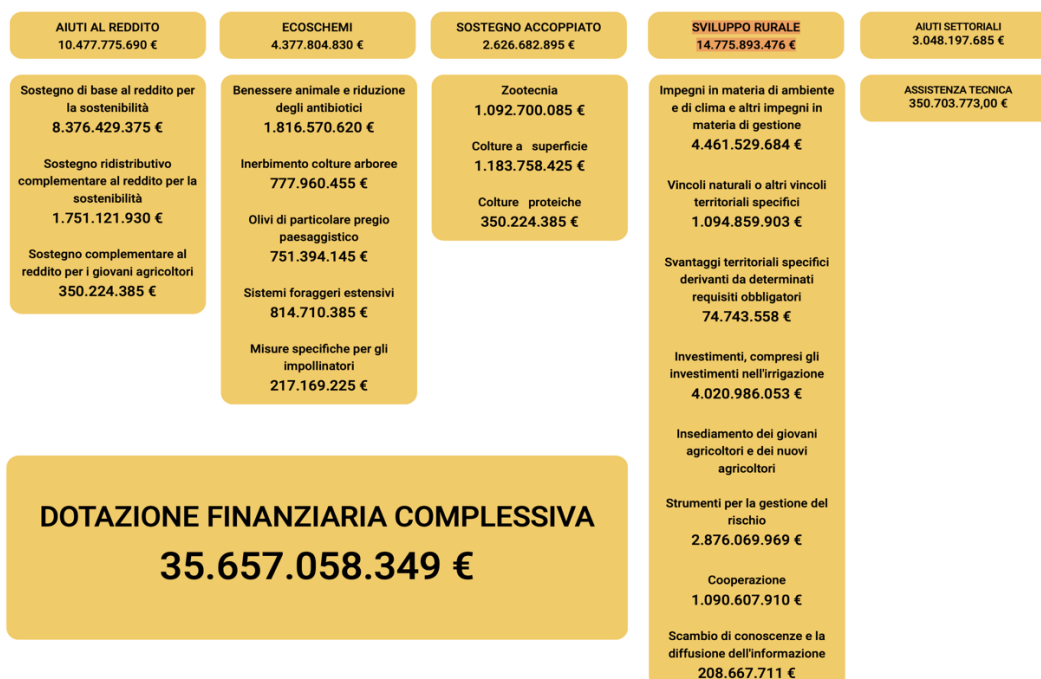 AIUTI AL REDDITO
10.477.775.690 €
Sostegno di base al reddito per
la sostenibilità
8.376.429.375 €
Sostegno ridistributivo
complementare al reddito per la
sostenibilità
1.751.121.930 €
Sostegno complementare al
reddito per i giovani agricoltori
350.224.385 €
ECOSCHEMI
4.377.804.830 €
Benessere animale e riduzione
degli antibiotici
1.816.570.620 €
Inerbimento colture arboree
777.960.455 €
Olivi di particolare pregio
paesaggistico
751.394.145 €
Sistemi foraggeri estensivi
814.710.385 €
Misure specifiche per gli
impollinatori
217.169.225 €
SOSTEGNO ACCOPPIATO
2.626.682.895 €
Zootecnia
1.092.700.085 €
Colture a superficie
1.183.758.425 €
Colture proteiche
350.224.385 €
SVILUPPO RURALE
14.775.893.476 €
Impegni in materia di ambiente
e di clima e altri impegni in
materia di gestione
4.461.529.684 €
Vincoli naturali o altri vincoli
territoriali specifici
1.094.859.903 €
Svantaggi territoriali specifici
derivanti da determinati
requisiti obbligatori
74.743.558 €
Investimenti, compresi gli
investimenti nell'irrigazione
4.020.986.053 €
Insediamento dei giovani
agricoltori e dei nuovi
agricoltori
Strumenti per la gestione del
rischio
2.876.069.969 €
Cooperazione
1.090.607.910 €
Scambio di conoscenze e la
diffusione dell'informazione
208.667.711 €
AIUTI SETTORIALI
3.048.197.685 €
ASSISTENZA TECNICA
350.703.773,00 €
DOTAZIONE FINANZIARIA COMPLESSIVA
35.657.058.349 €